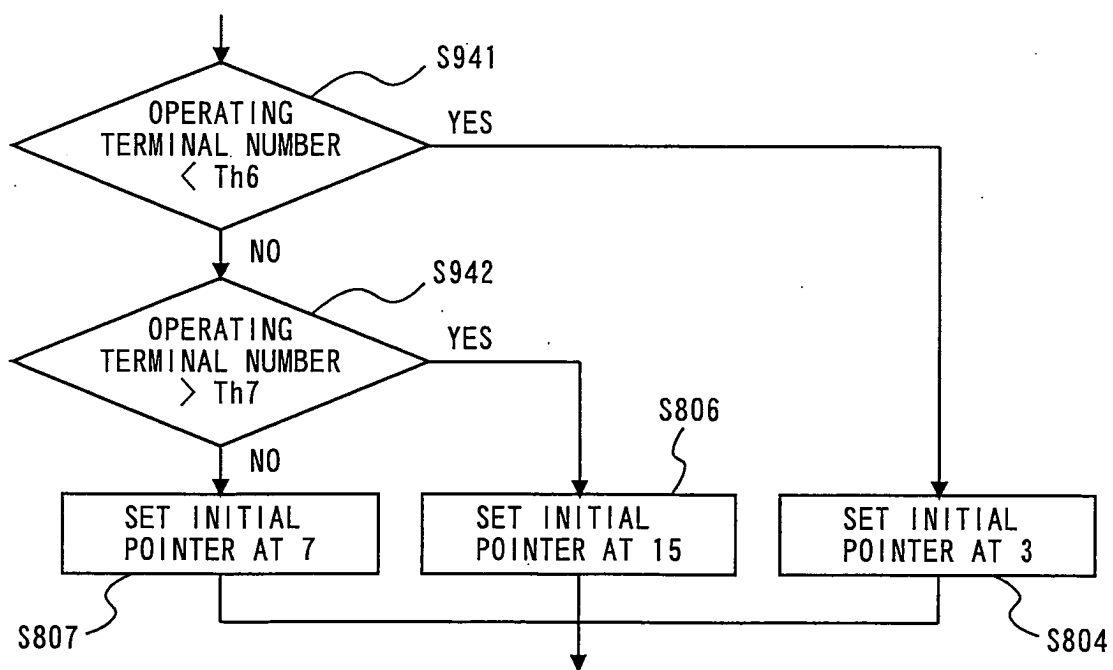 S941
OPERATING
TERMINAL NUMBER
< Th6
YES
NO
S942
OPERATING
TERMINAL NUMBER
> Th7
YES
NO
S806
SET INITIAL
POINTER AT 7
SET INITIAL
POINTER AT 15
SET INITIAL
POINTER AT 3
S807
S804